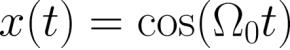 x(t) = cos(Ω₀t)